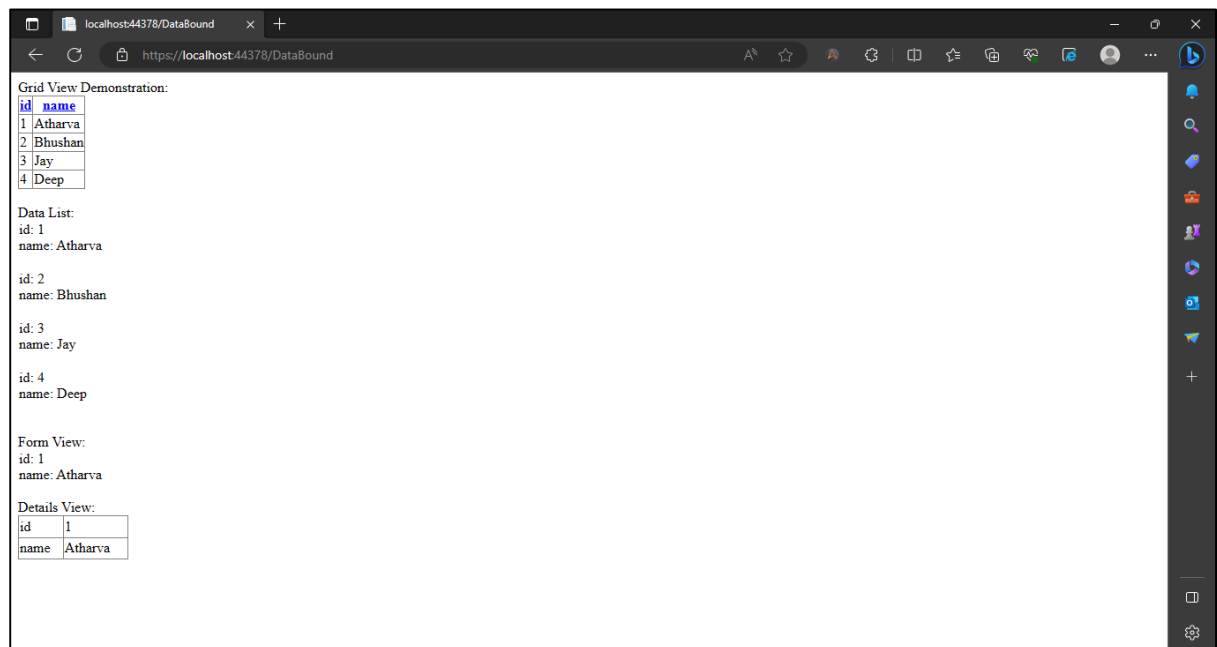 localhost:44378/DataBound
https://localhost:44378/DataBound
Grid View Demonstration:
id name
1 Atharva
2 Bhushan
3 Jay
4 Deep
Data List:
id: 1
name: Atharva
id: 2
name: Bhushan
id: 3
name: Jay
id: 4
name: Deep
Form View:
id: 1
name: Atharva
Details View:
id 1
name Atharva